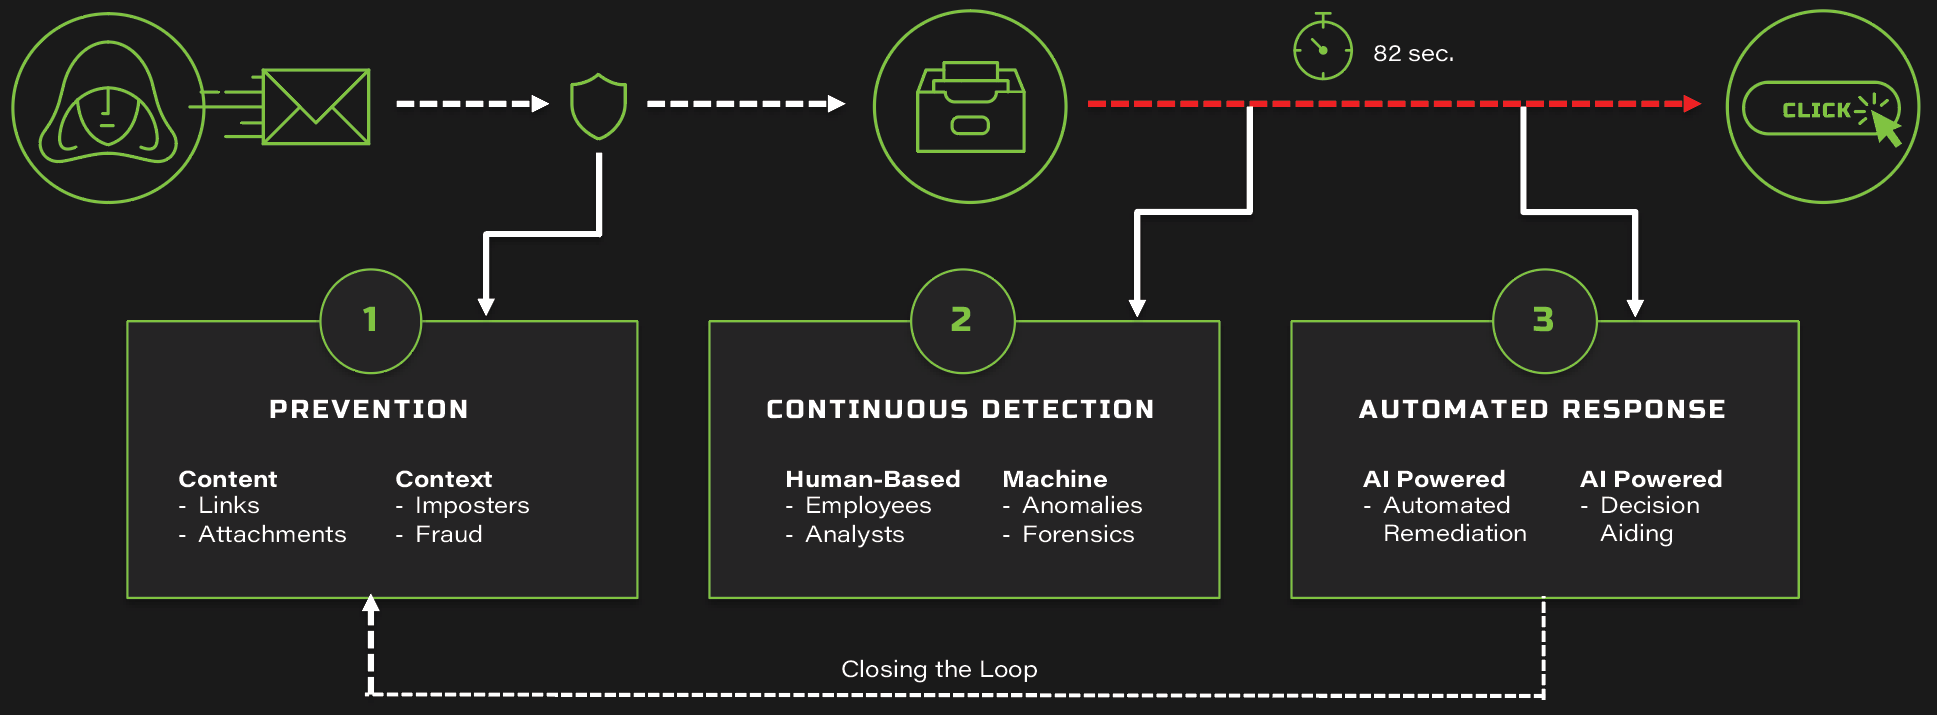 82 sec.
CLICK
1
PREVENTION
Content
- Links
- Attachments
Context
- Imposters
- Fraud
2
CONTINUOUS DETECTION
Human-Based
- Employees
- Analysts
Machine
- Anomalies
- Forensics
3
AUTOMATED RESPONSE
AI Powered
- Automated
Remediation
AI Powered
- Decision
Aiding
Closing the Loop